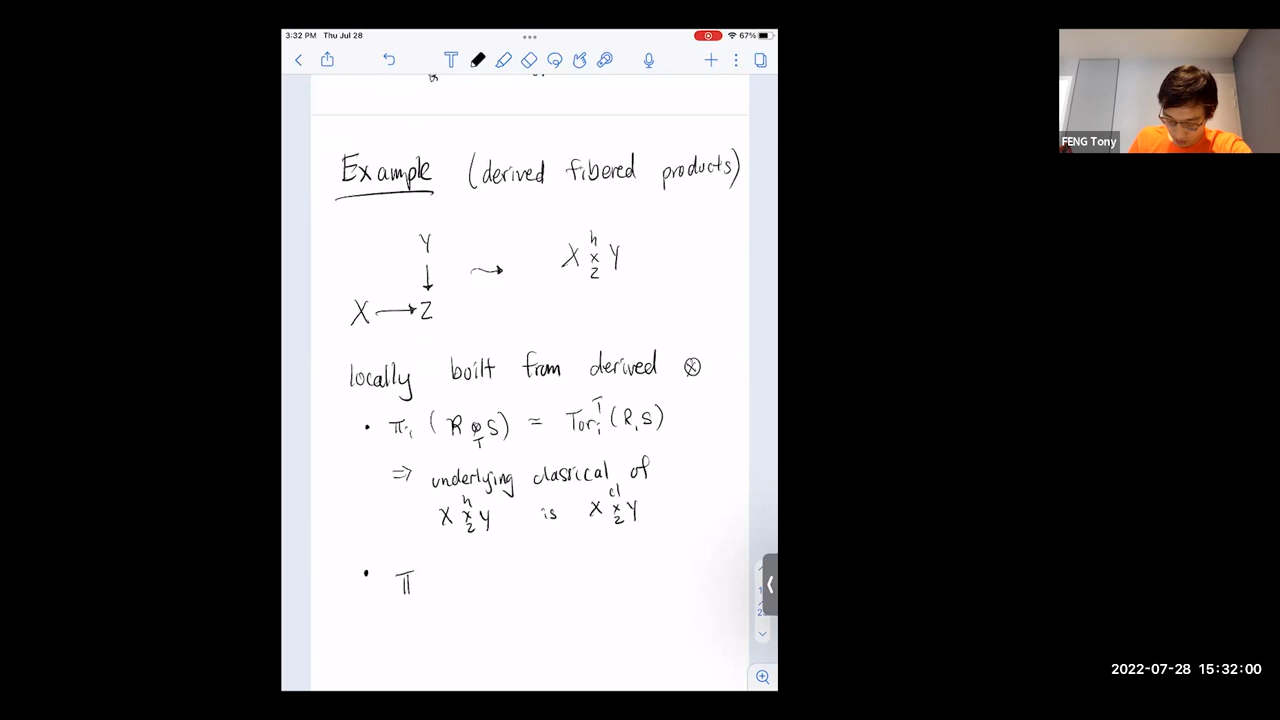 3:32 PM Thu Jul 28
67%
Example (derived fibered products)
Y
↓ ⇝ X ×^h_Z Y
X → Z
locally built from derived ⊗
• π_i (R ⊗_T S) = Tor_i^T (R, S)
⇒ underlying classical of
X ×^h_Z Y is X ×^cl_Z Y
• π
FENG Tony
2022-07-28 15:32:00